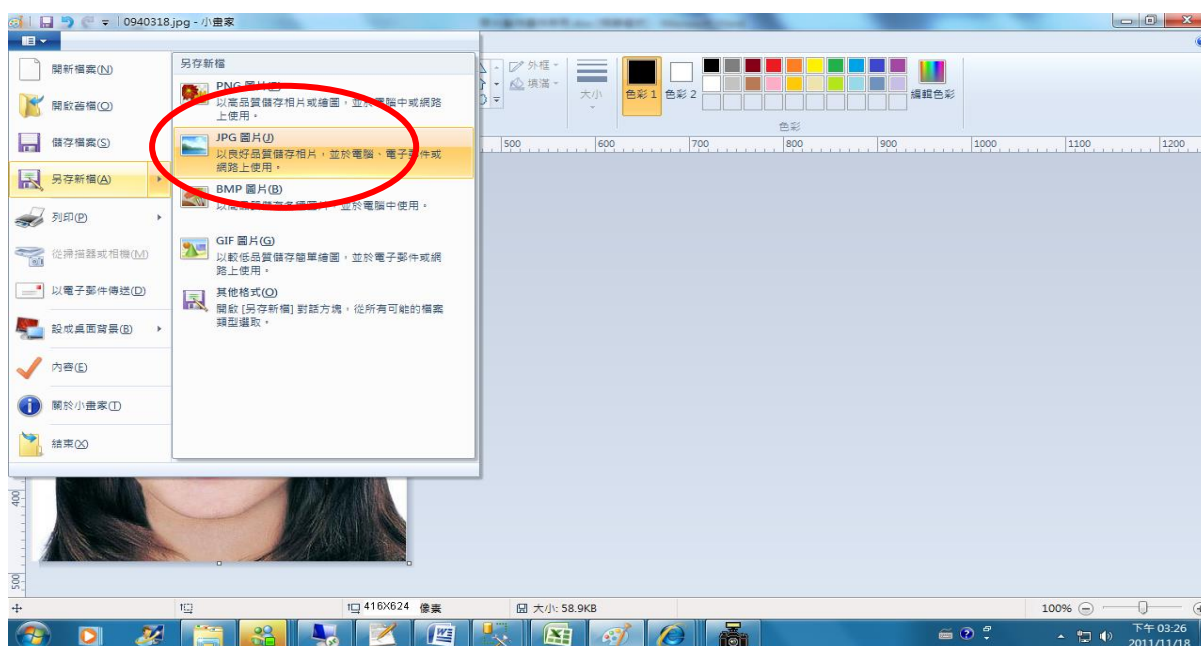 0940318.jpg - 小畫家
開新檔案(N)
開啟舊檔(O)
儲存檔案(S)
另存新檔(A)
列印(P)
從掃描器或相機(M)
以電子郵件傳送(D)
設成桌面背景(B)
內容(E)
關於小畫家(T)
結束(X)
另存新檔
PNG 圖片(P)
以高品質儲存相片或繪圖，並於電腦中或網路
上使用。
JPG 圖片(J)
以良好品質儲存相片，並於電腦、電子郵件或
網路上使用。
BMP 圖片(B)
以高品質儲存各種圖片，並於電腦中使用。
GIF 圖片(G)
以較低品質儲存簡單繪圖，並於電子郵件或網
路上使用。
其他格式(O)
開啟 [另存新檔] 對話方塊，從所有可能的檔案
類型選取。
外框
填滿
大小
色彩 1
色彩 2
編輯色彩
色彩
500 600 700 800 900 1000 1100 1200
400
500
416X624 像素
大小: 58.9KB
100%
下午 03:26
2011/11/18